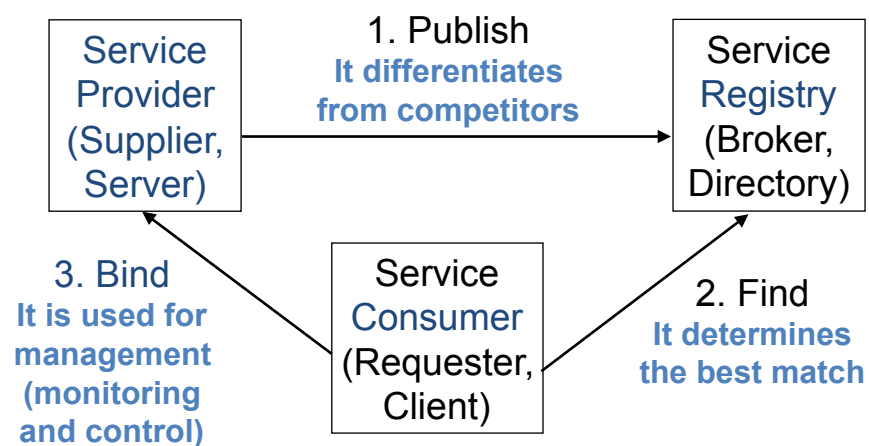 Service
Provider
(Supplier,
Server)
1. Publish
It differentiates
from competitors
Service
Registry
(Broker,
Directory)
3. Bind
It is used for
management
(monitoring
and control)
Service
Consumer
(Requester,
Client)
2. Find
It determines
the best match